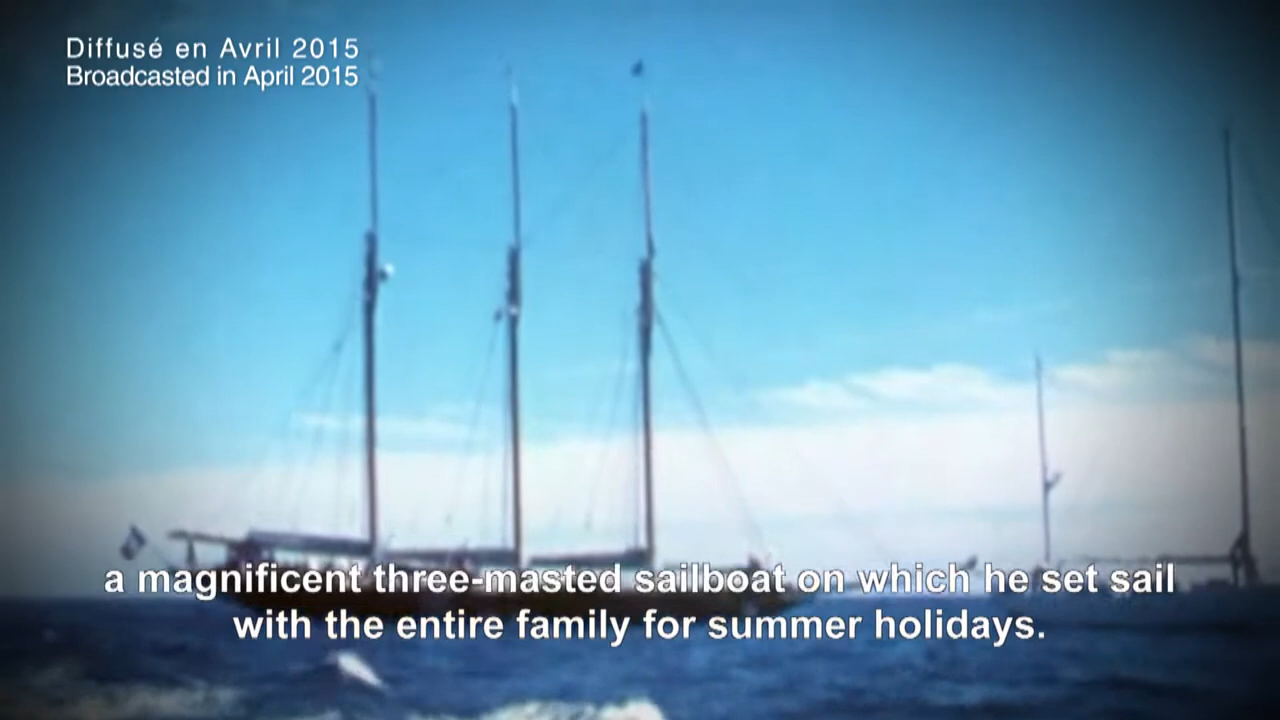 Diffusé en Avril 2015
Broadcasted in April 2015
a magnificent three-masted sailboat on which he set sail
with the entire family for summer holidays.